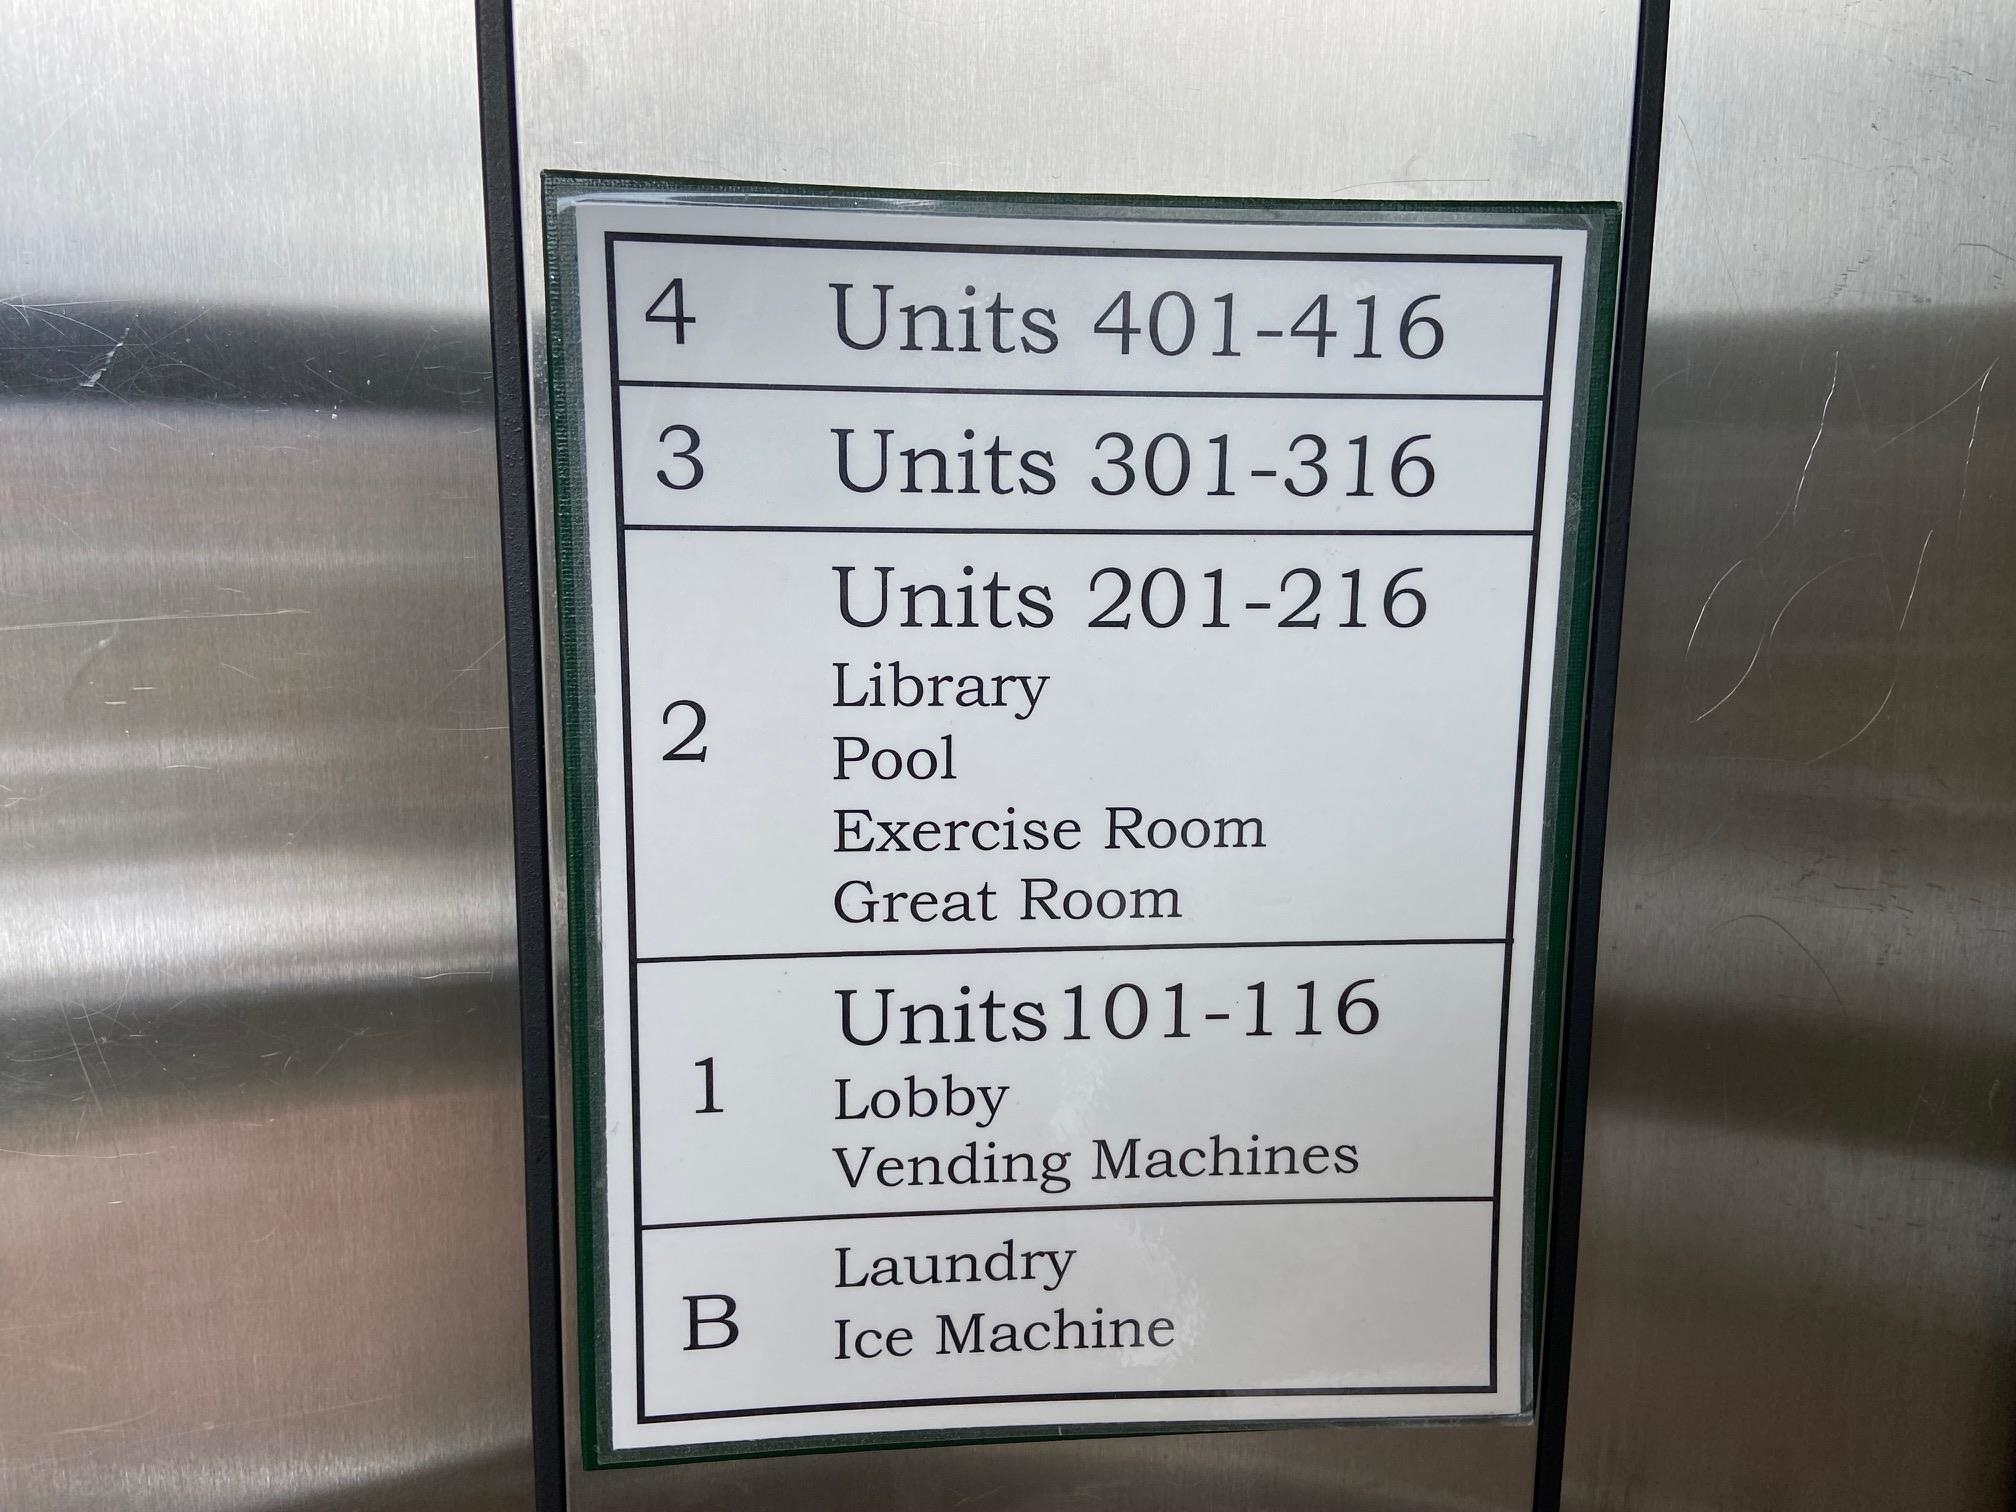 4 Units 401-416
3 Units 301-316
2 Units 201-216
Library
Pool
Exercise Room
Great Room
1 Units101-116
Lobby
Vending Machines
B Laundry
Ice Machine